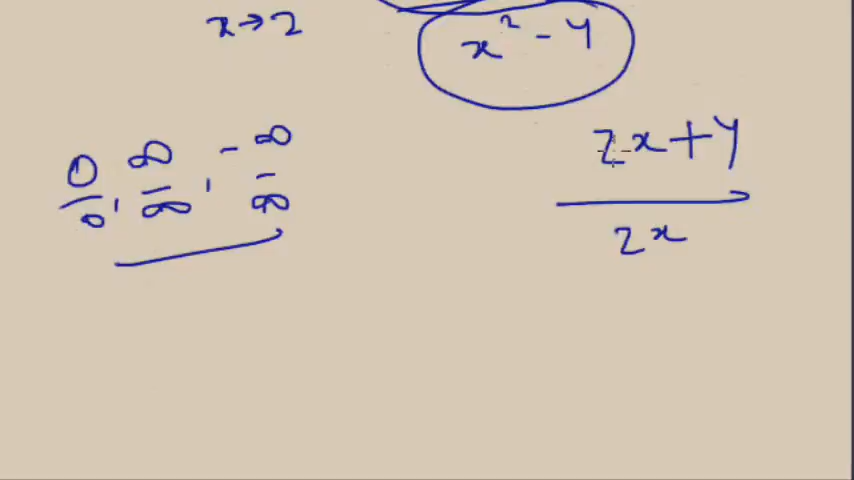 x→2
x² - 4
0/0, ∞/∞, -∞/∞
2x+4
2x